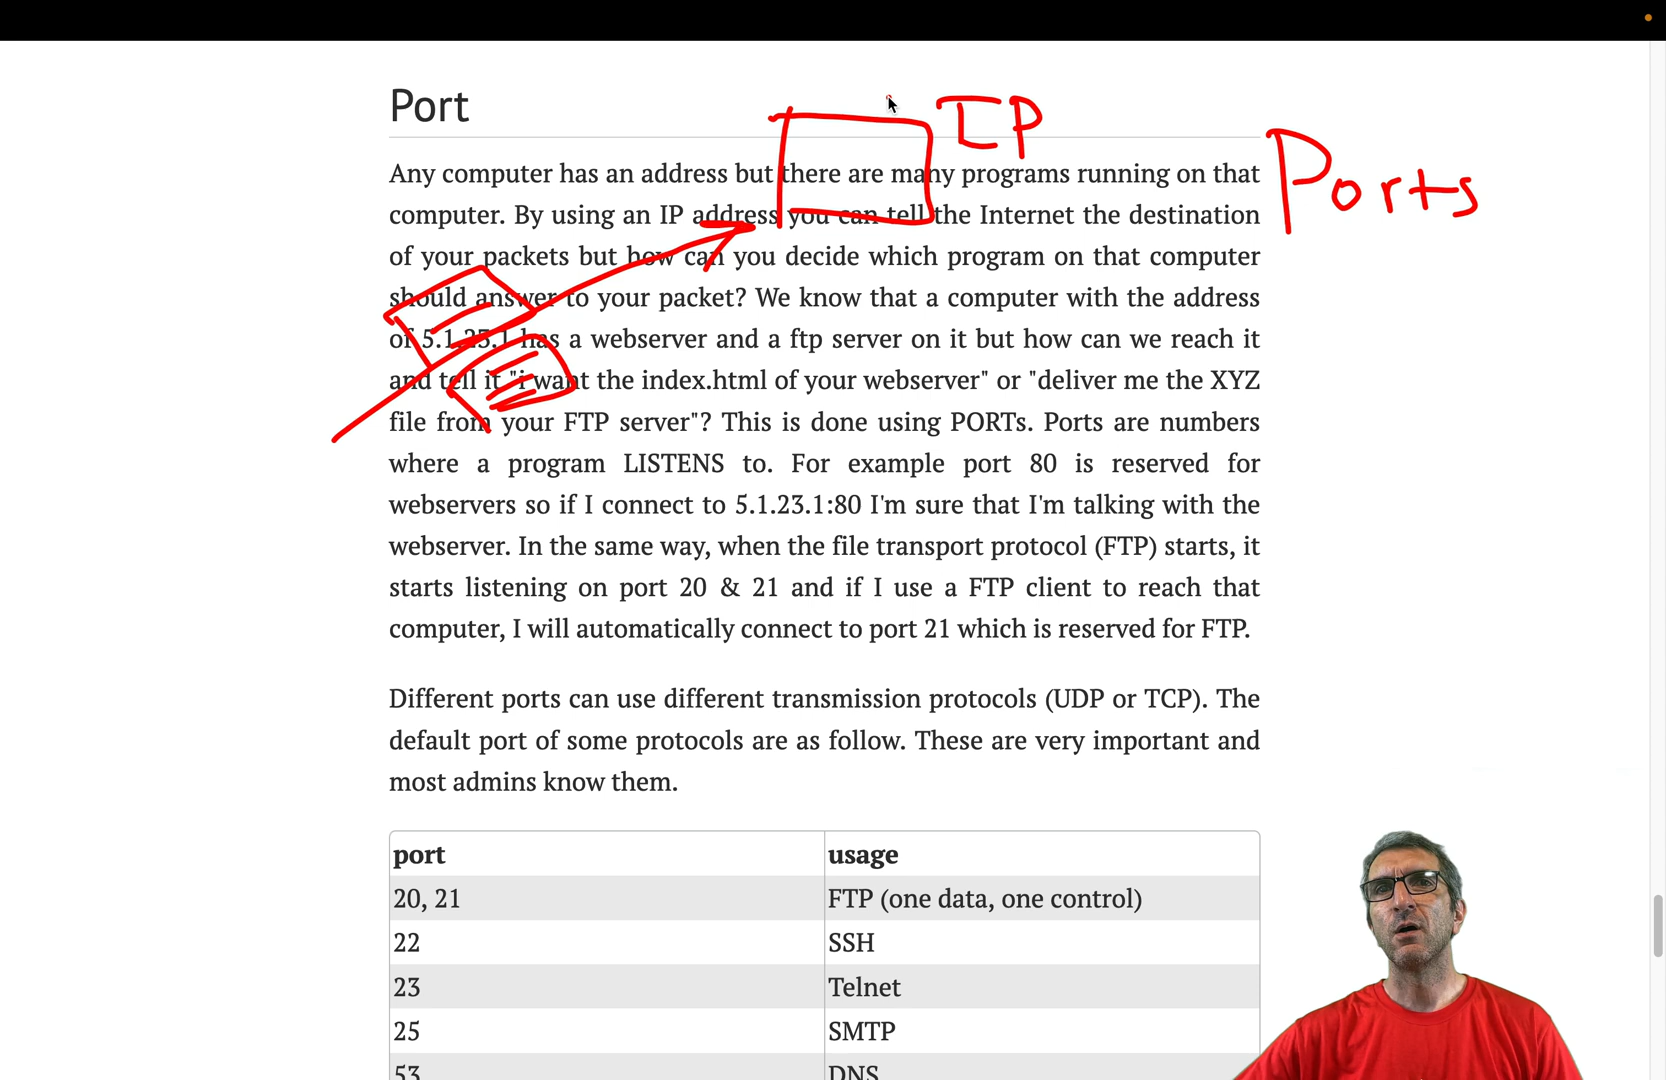 Port
IP
Ports
Any computer has an address but there are many programs running on that
computer. By using an IP address you can tell the Internet the destination
of your packets but how can you decide which program on that computer
should answer to your packet? We know that a computer with the address
of 5.1.23.1 has a webserver and a ftp server on it but how can we reach it
and tell it "i want the index.html of your webserver" or "deliver me the XYZ
file from your FTP server"? This is done using PORTs. Ports are numbers
where a program LISTENS to. For example port 80 is reserved for
webservers so if I connect to 5.1.23.1:80 I'm sure that I'm talking with the
webserver. In the same way, when the file transport protocol (FTP) starts, it
starts listening on port 20 & 21 and if I use a FTP client to reach that
computer, I will automatically connect to port 21 which is reserved for FTP.
Different ports can use different transmission protocols (UDP or TCP). The
default port of some protocols are as follow. These are very important and
most admins know them.
port usage
20, 21 FTP (one data, one control)
22 SSH
23 Telnet
25 SMTP
53 DNS